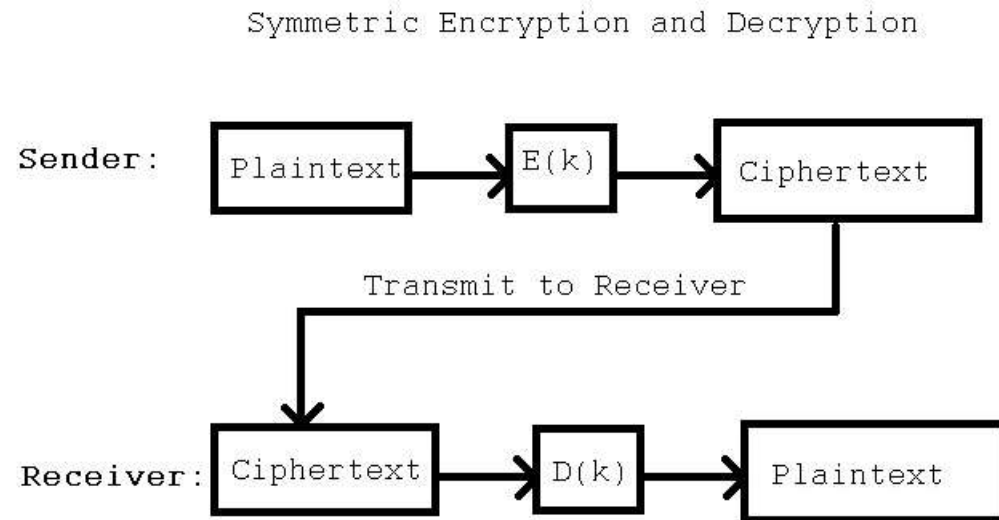 Symmetric Encryption and Decryption
Sender: Plaintext E(k) Ciphertext
Transmit to Receiver
Receiver: Ciphertext D(k) Plaintext